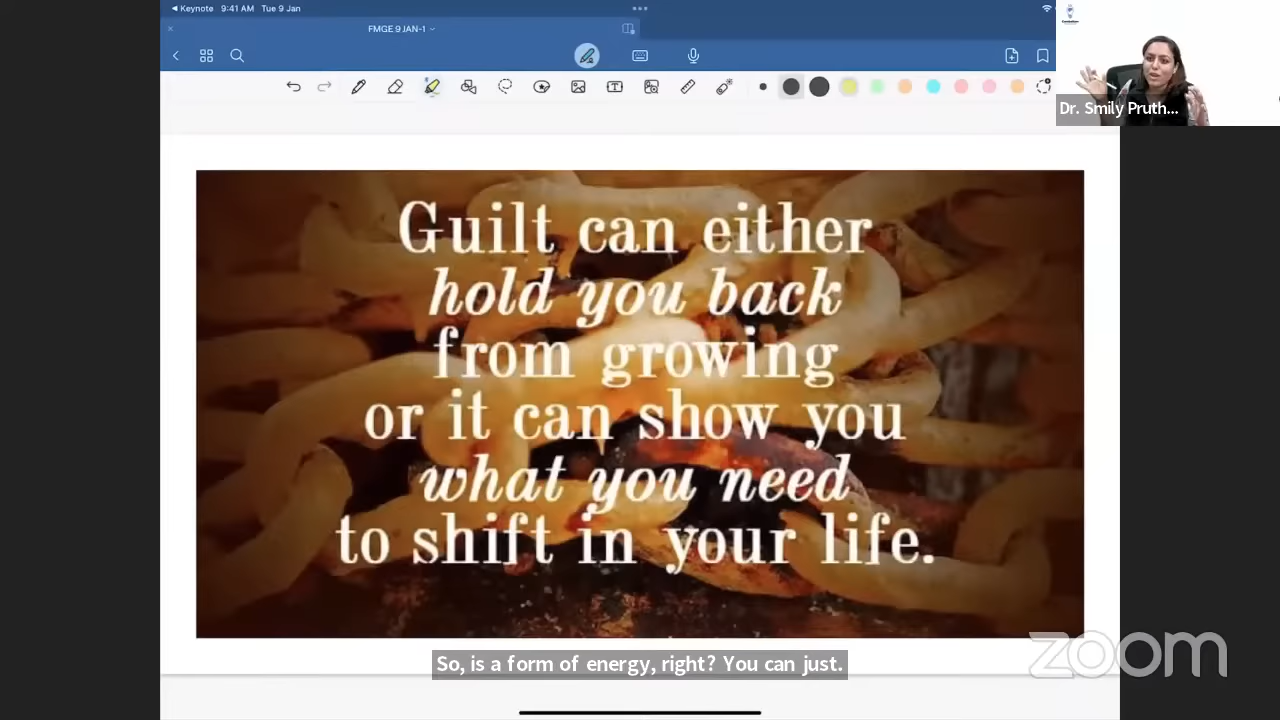 Keynote 9:41 AM Tue 9 Jan
FMGE 9 JAN-1
Dr. Smily Pruth...
Guilt can either
hold you back
from growing
or it can show you
what you need
to shift in your life.
So, is a form of energy, right? You can just.
zoom